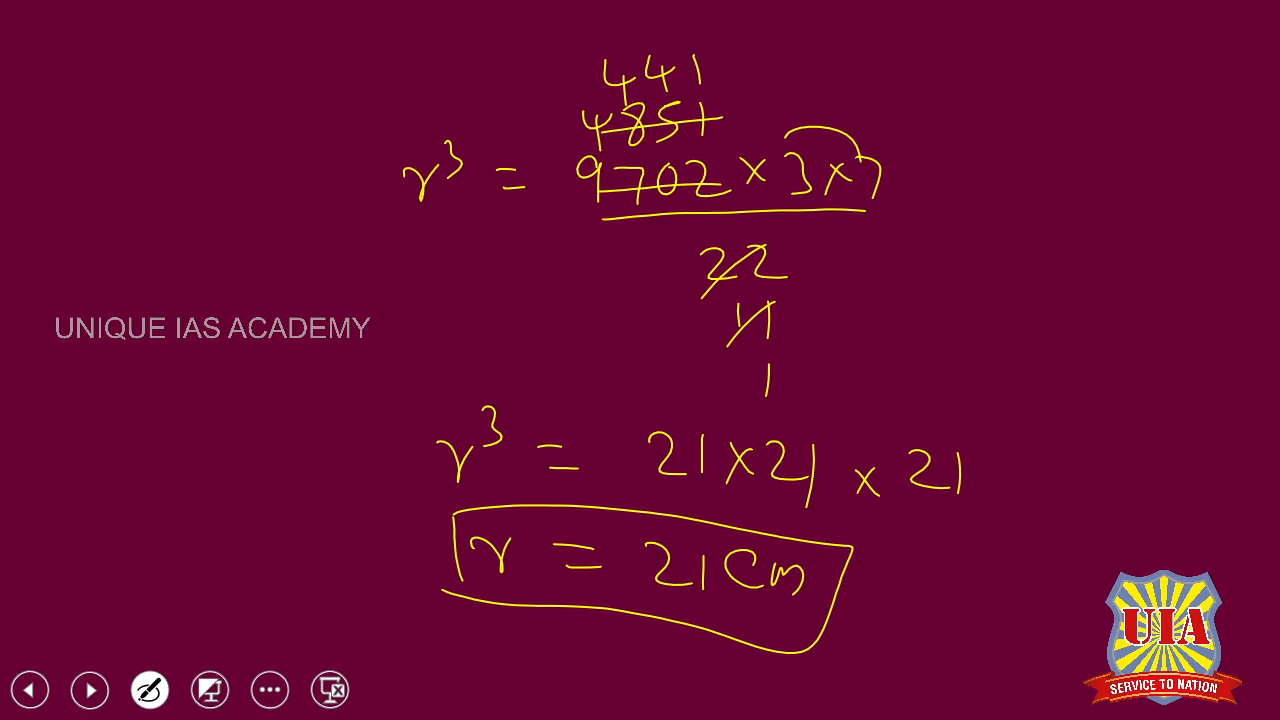 441
4851
r³ = 9702 × 3 × 7
22
11
1
UNIQUE IAS ACADEMY
r³ = 21 × 21 × 21
r = 21 cm
UIA
SERVICE TO NATION